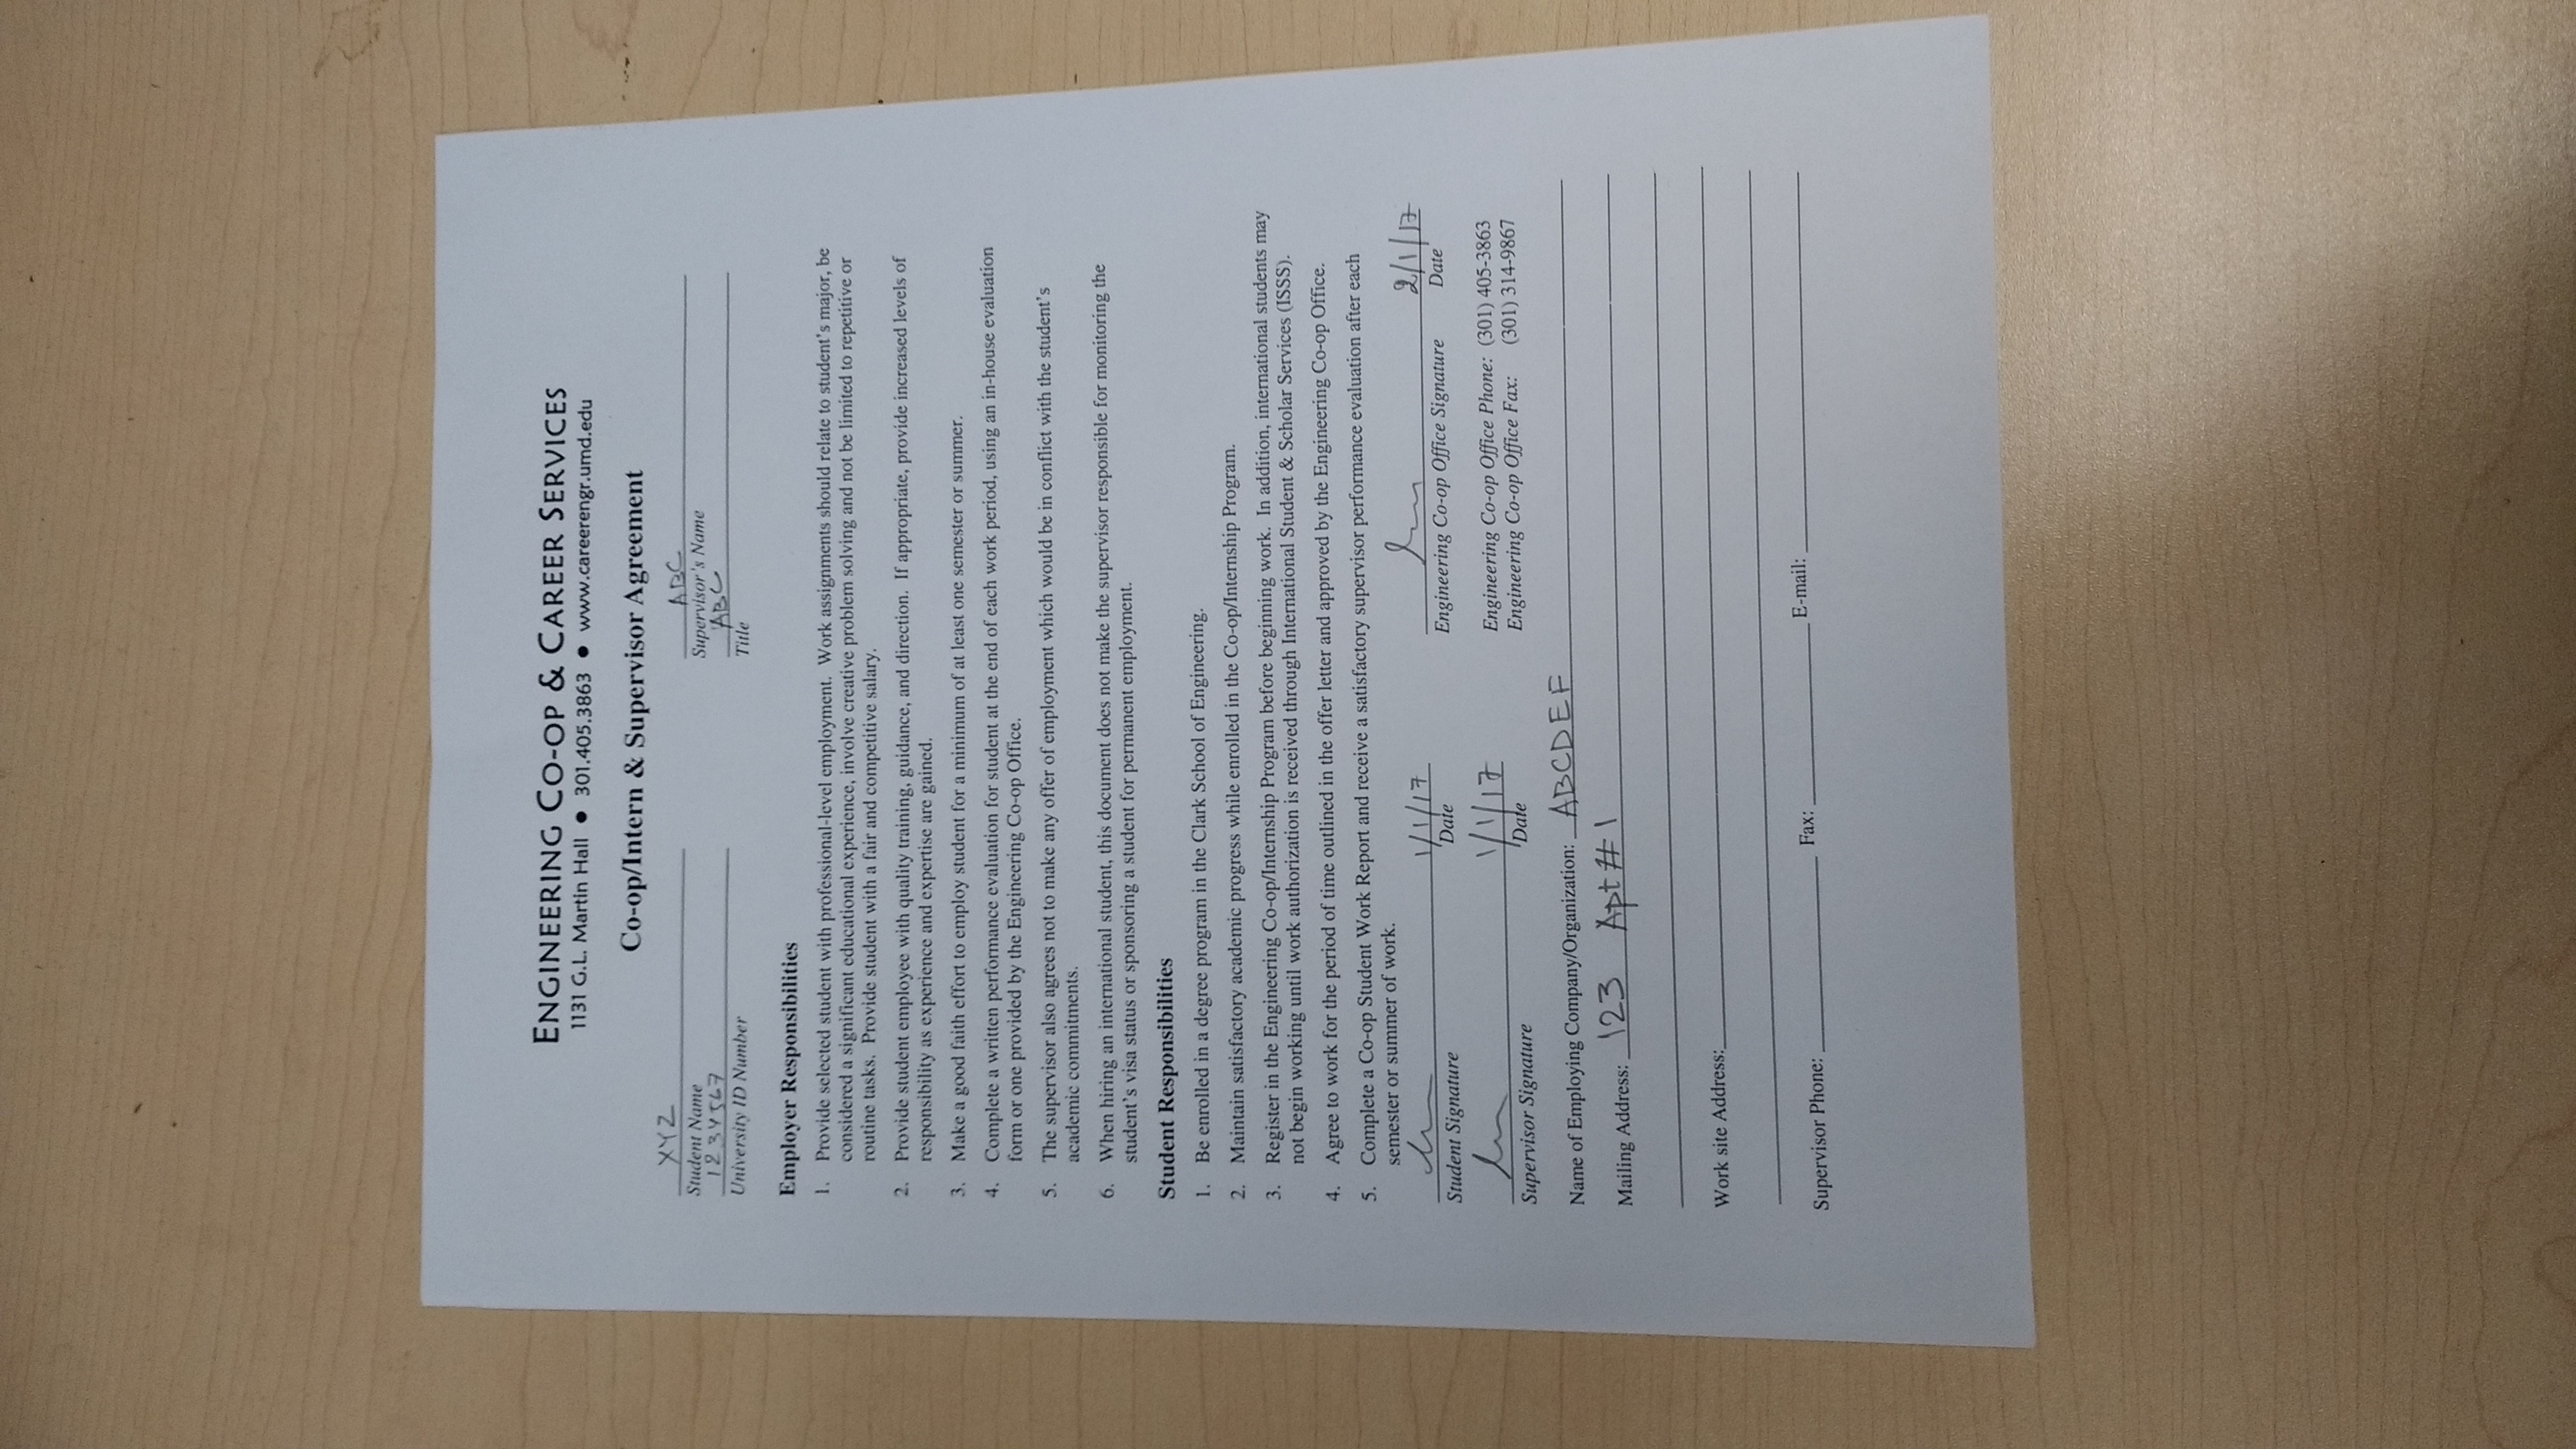 ENGINEERING CO-OP & CAREER SERVICES
1131 G.L. Martin Hall ● 301.405.3863 ● www.careerengr.umd.edu
Co-op/Intern & Supervisor Agreement
XYZ ABC
Student Name Supervisor's Name
1234567 ABC
University ID Number Title
Employer Responsibilities
1. Provide selected student with professional-level employment. Work assignments should relate to student's major, be
considered a significant educational experience, involve creative problem solving and not be limited to repetitive or
routine tasks. Provide student with a fair and competitive salary.
2. Provide student employee with quality training, guidance, and direction. If appropriate, provide increased levels of
responsibility as experience and expertise are gained.
3. Make a good faith effort to employ student for a minimum of at least one semester or summer.
4. Complete a written performance evaluation for student at the end of each work period, using an in-house evaluation
form or one provided by the Engineering Co-op Office.
5. The supervisor also agrees not to make any offer of employment which would be in conflict with the student's
academic commitments.
6. When hiring an international student, this document does not make the supervisor responsible for monitoring the
student's visa status or sponsoring a student for permanent employment.
Student Responsibilities
1. Be enrolled in a degree program in the Clark School of Engineering.
2. Maintain satisfactory academic progress while enrolled in the Co-op/Internship Program.
3. Register in the Engineering Co-op/Internship Program before beginning work. In addition, international students may
not begin working until work authorization is received through International Student & Scholar Services (ISSS).
4. Agree to work for the period of time outlined in the offer letter and approved by the Engineering Co-op Office.
5. Complete a Co-op Student Work Report and receive a satisfactory supervisor performance evaluation after each
semester or summer of work.
1/1/17 2/1/17
Student Signature Date Engineering Co-op Office Signature Date
1/1/17 Engineering Co-op Office Phone: (301) 405-3863
Supervisor Signature Date Engineering Co-op Office Fax: (301) 314-9867
Name of Employing Company/Organization: ABCDEF
Mailing Address: 123 Apt #1
Work site Address:
Supervisor Phone: Fax: E-mail: